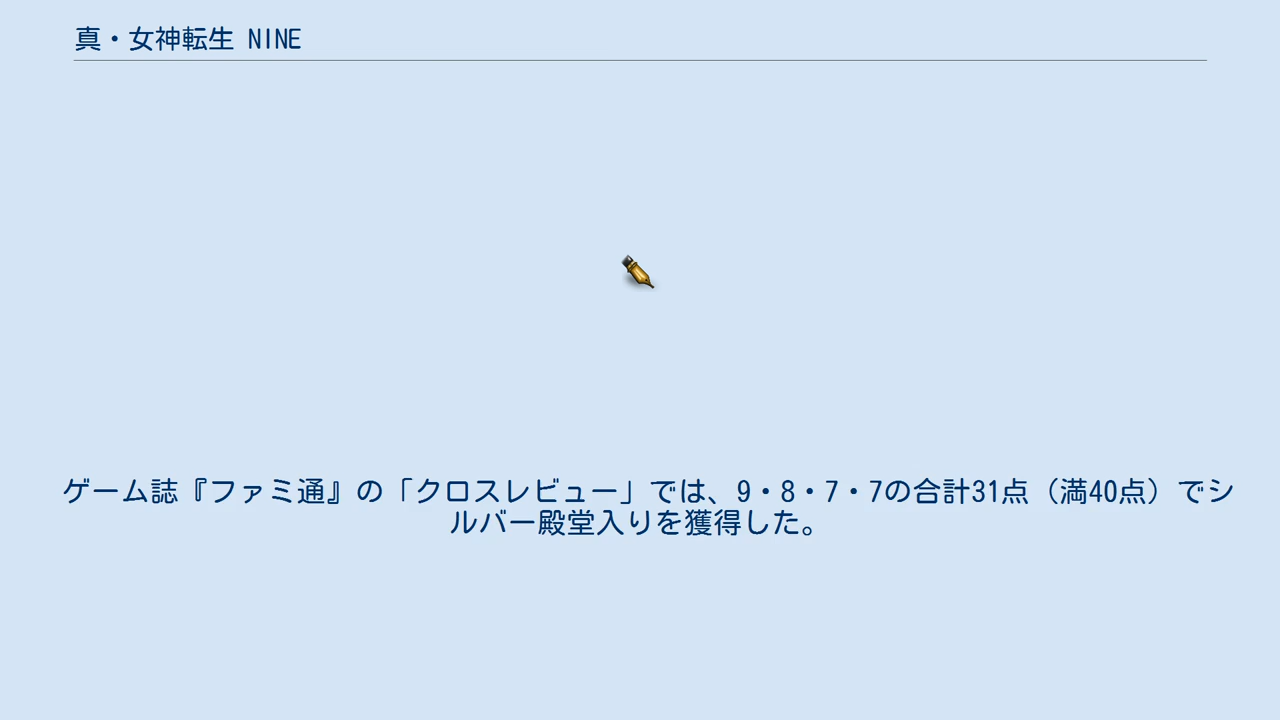 真・女神転生 NINE
ゲーム誌『ファミ通』の「クロスレビュー」では、9・8・7・7の合計31点（満40点）でシ
ルバー殿堂入りを獲得した。